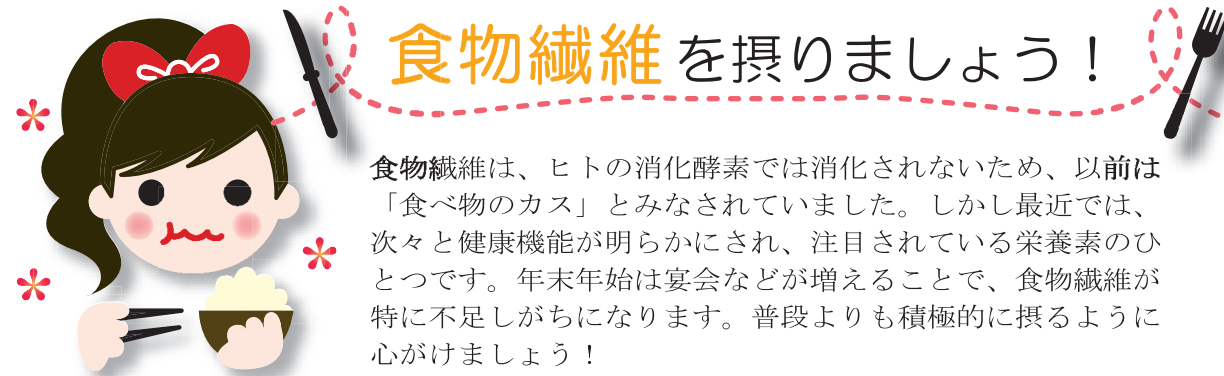 食物繊維を摂りましょう！
食物繊維は、ヒトの消化酵素では消化されないため、以前は
「食べ物のカス」とみなされていました。しかし最近では、
次々と健康機能が明らかにされ、注目されている栄養素のひ
とつです。年末年始は宴会などが増えることで、食物繊維が
特に不足しがちになります。普段よりも積極的に摂るように
心がけましょう！